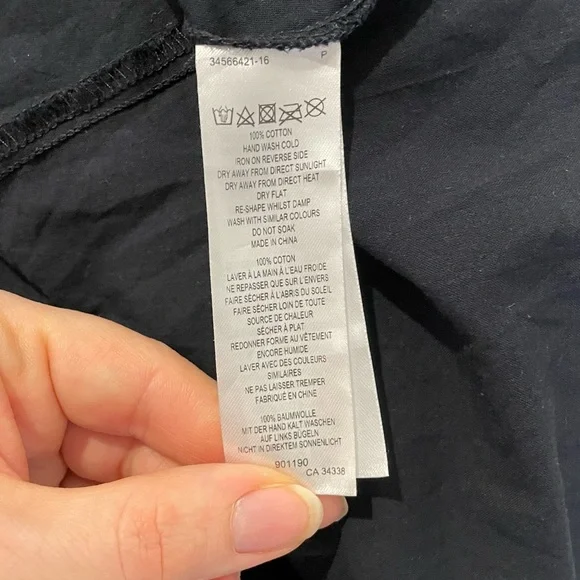 34566421-16 P
100% COTTON
HAND WASH COLD
IRON ON REVERSE SIDE
DRY AWAY FROM DIRECT SUNLIGHT
DRY AWAY FROM DIRECT HEAT
DRY FLAT
RE-SHAPE WHILST DAMP
WASH WITH SIMILAR COLOURS
DO NOT SOAK
MADE IN CHINA
100% COTON
LAVER À LA MAIN À L'EAU FROIDE
NE REPASSER QUE SUR L'ENVERS
FAIRE SÉCHER À L'ABRIS DU SOLEIL
FAIRE SÉCHER LOIN DE TOUTE
SOURCE DE CHALEUR
SÉCHER À PLAT
REDONNER FORME AU VÊTEMENT
ENCORE HUMIDE
LAVER AVEC DES COULEURS
SIMILAIRES
NE PAS LAISSER TREMPER
FABRIQUÉ EN CHINE
100% BAUMWOLLE
MIT DER HAND KALT WASCHEN
AUF LINKS BÜGELN
NICHT IN DIREKTEM SONNENLICHT
901190
CA 34338